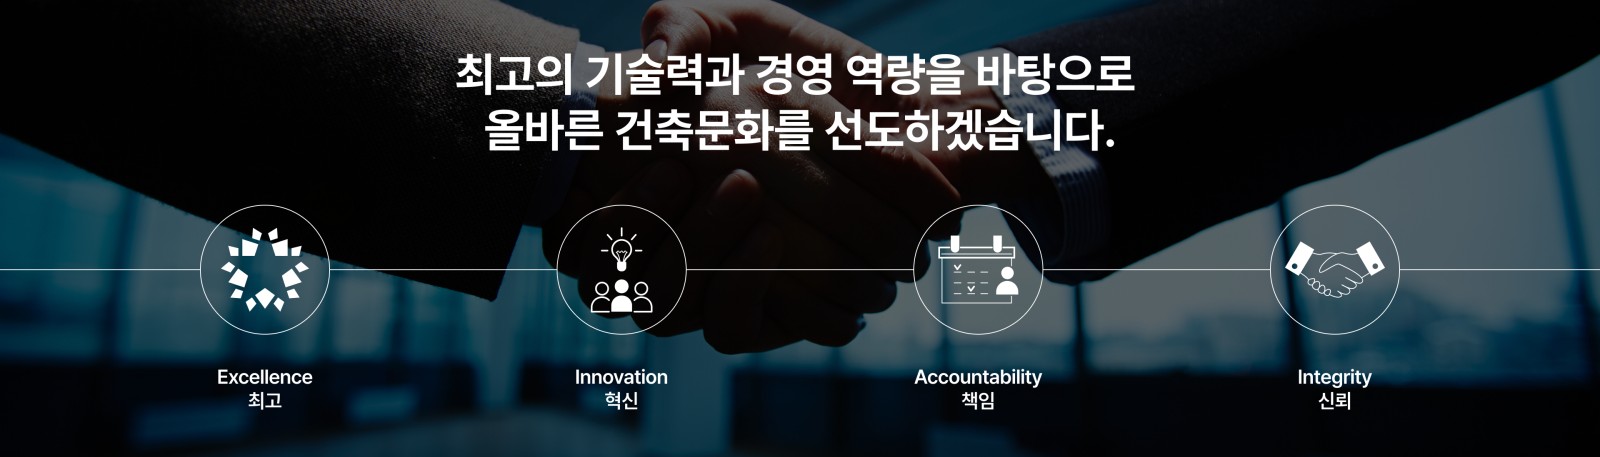 최고의 기술력과 경영 역량을 바탕으로
올바른 건축문화를 선도하겠습니다.
Excellence
최고
Innovation
혁신
Accountability
책임
Integrity
신뢰